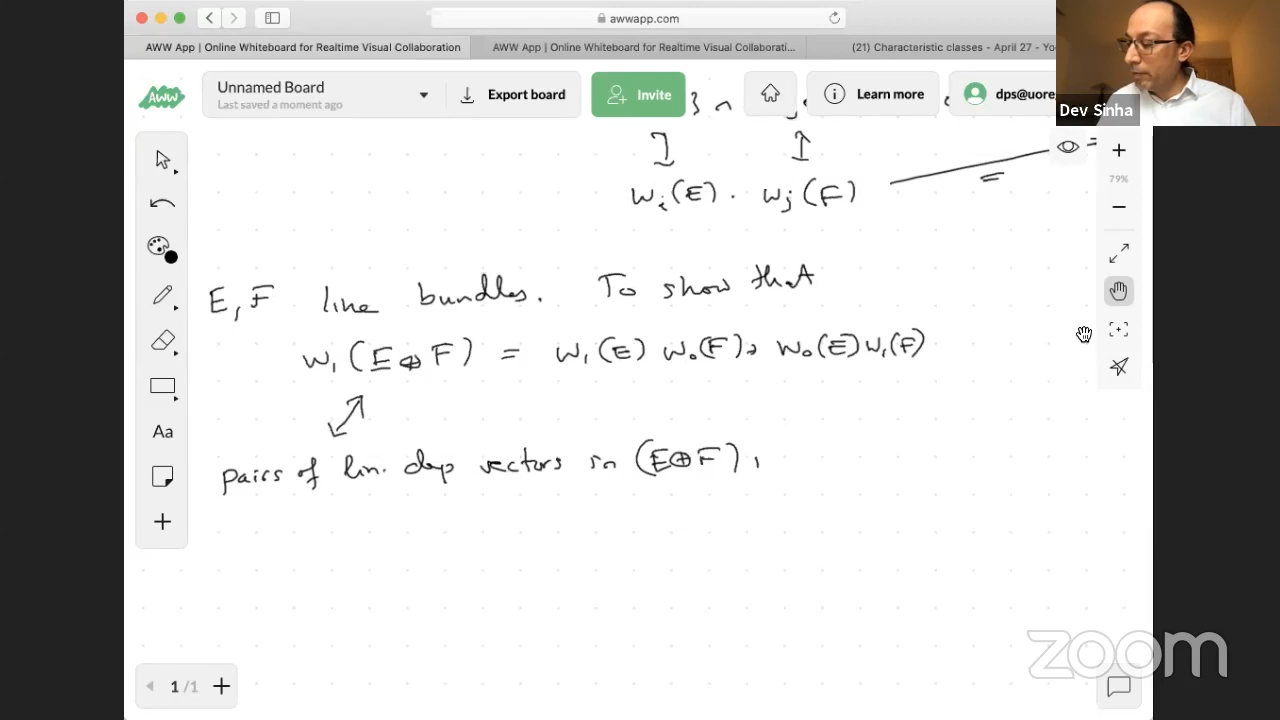 awwapp.com
AWW App | Online Whiteboard for Realtime Visual Collaboration
AWW App | Online Whiteboard for Realtime Visual Collaborati...
(21) Characteristic classes - April 27 - Yo
AWW
Unnamed Board
Last saved a moment ago
Export board
Invite
Learn more
dps@uore
Dev Sinha
79%
wᵢ(E) · wⱼ(F)
=
E, F line bundles. To show that
w₁(E⊕F) = w₁(E) w₀(F) + w₀(E) w₁(F)
pairs of lin. dep vectors in (E⊕F),
Aa
1 /1
zoom